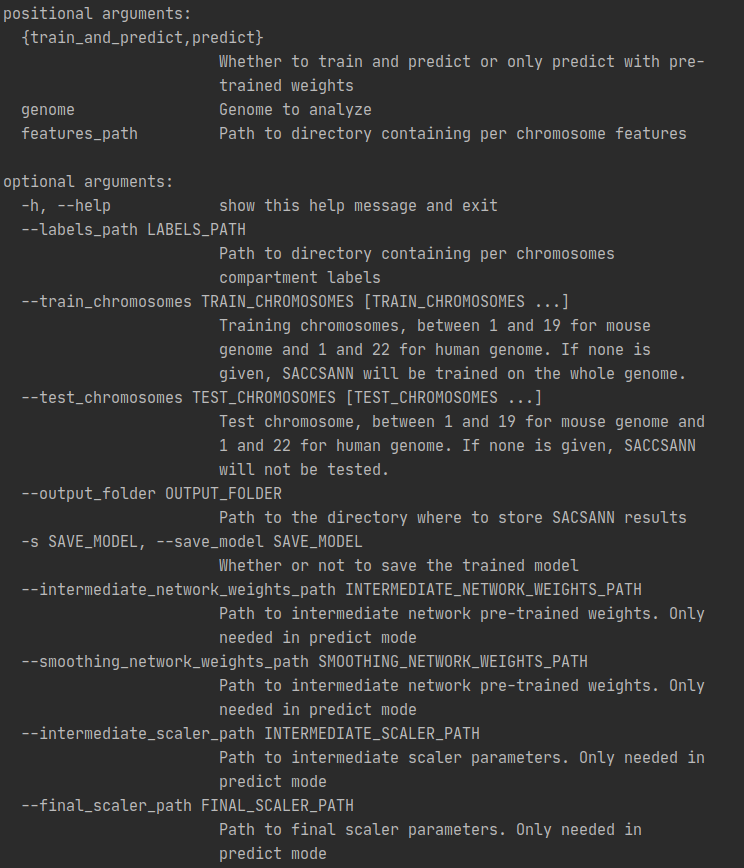 positional arguments:
{train_and_predict,predict}
Whether to train and predict or only predict with pre-
trained weights
genome Genome to analyze
features_path Path to directory containing per chromosome features
optional arguments:
-h, --help show this help message and exit
--labels_path LABELS_PATH
Path to directory containing per chromosomes
compartment labels
--train_chromosomes TRAIN_CHROMOSOMES [TRAIN_CHROMOSOMES ...]
Training chromosomes, between 1 and 19 for mouse
genome and 1 and 22 for human genome. If none is
given, SACCSANN will be trained on the whole genome.
--test_chromosomes TEST_CHROMOSOMES [TEST_CHROMOSOMES ...]
Test chromosome, between 1 and 19 for mouse genome and
1 and 22 for human genome. If none is given, SACCSANN
will not be tested.
--output_folder OUTPUT_FOLDER
Path to the directory where to store SACSANN results
-s SAVE_MODEL, --save_model SAVE_MODEL
Whether or not to save the trained model
--intermediate_network_weights_path INTERMEDIATE_NETWORK_WEIGHTS_PATH
Path to intermediate network pre-trained weights. Only
needed in predict mode
--smoothing_network_weights_path SMOOTHING_NETWORK_WEIGHTS_PATH
Path to intermediate network pre-trained weights. Only
needed in predict mode
--intermediate_scaler_path INTERMEDIATE_SCALER_PATH
Path to intermediate scaler parameters. Only needed in
predict mode
--final_scaler_path FINAL_SCALER_PATH
Path to final scaler parameters. Only needed in
predict mode